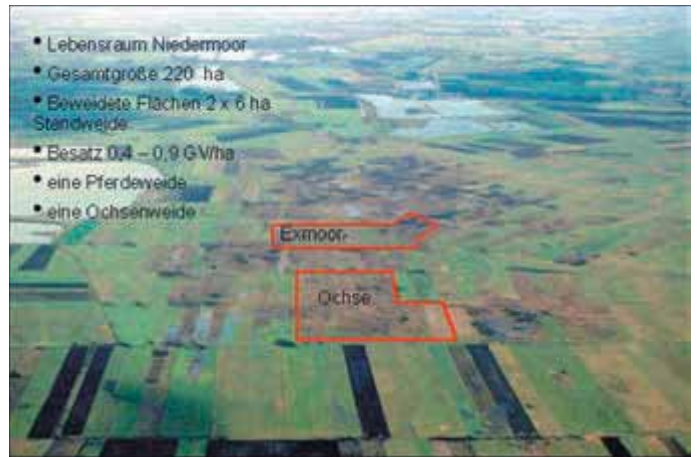 • Lebensraum Niedermoor
• Gesamtgröße 220 ha
• Beweidete Flächen 2 x 6 ha
Standweide
• Besatz 0,4 – 0,9 GV/ha
• eine Pferdeweide
• eine Ochsenweide
Exmoor
Ochse